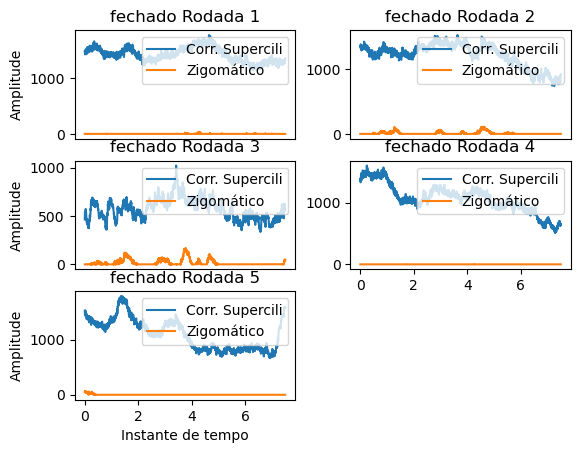 fechado Rodada 1
Amplitude
1000
0
Corr. Supercili
Zigomático
fechado Rodada 2
1000
0
Corr. Supercili
Zigomático
fechado Rodada 3
Amplitude
1000
500
0
Corr. Supercili
Zigomático
fechado Rodada 4
1000
0
Corr. Supercili
Zigomático
0 2 4 6
fechado Rodada 5
Amplitude
1000
0
Corr. Supercili
Zigomático
0 2 4 6
Instante de tempo